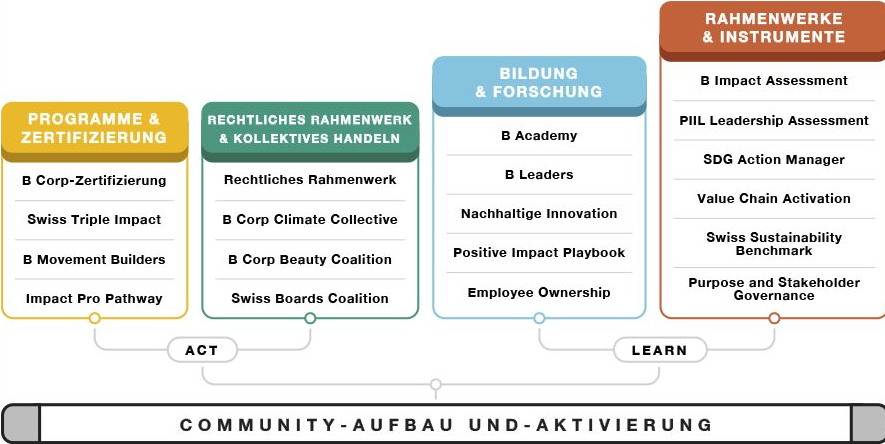 PROGRAMME &
ZERTIFIZIERUNG
B Corp-Zertifizierung
Swiss Triple Impact
B Movement Builders
Impact Pro Pathway
RECHTLICHES RAHMENWERK
& KOLLEKTIVES HANDELN
Rechtliches Rahmenwerk
B Corp Climate Collective
B Corp Beauty Coalition
Swiss Boards Coalition
BILDUNG
& FORSCHUNG
B Academy
B Leaders
Nachhaltige Innovation
Positive Impact Playbook
Employee Ownership
RAHMENWERKE
& INSTRUMENTE
B Impact Assessment
PIIL Leadership Assessment
SDG Action Manager
Value Chain Activation
Swiss Sustainability
Benchmark
Purpose and Stakeholder
Governance
ACT
LEARN
COMMUNITY-AUFBAU UND-AKTIVIERUNG